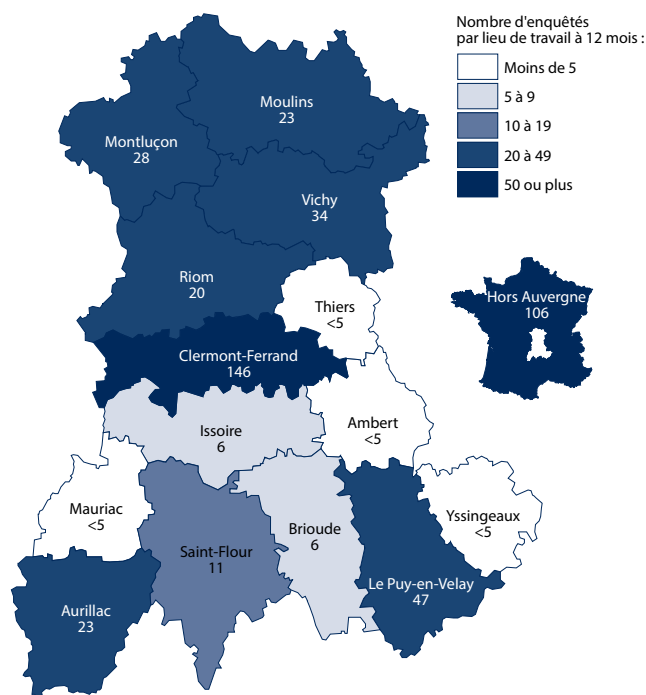 Nombre d'enquêtés
par lieu de travail à 12 mois :
Moins de 5
5 à 9
10 à 19
20 à 49
50 ou plus
Moulins
23
Montluçon
28
Vichy
34
Riom
20
Thiers
<5
Hors Auvergne
106
Clermont-Ferrand
146
Ambert
<5
Issoire
6
Mauriac
<5
Saint-Flour
11
Brioude
6
Yssingeaux
<5
Le Puy-en-Velay
47
Aurillac
23